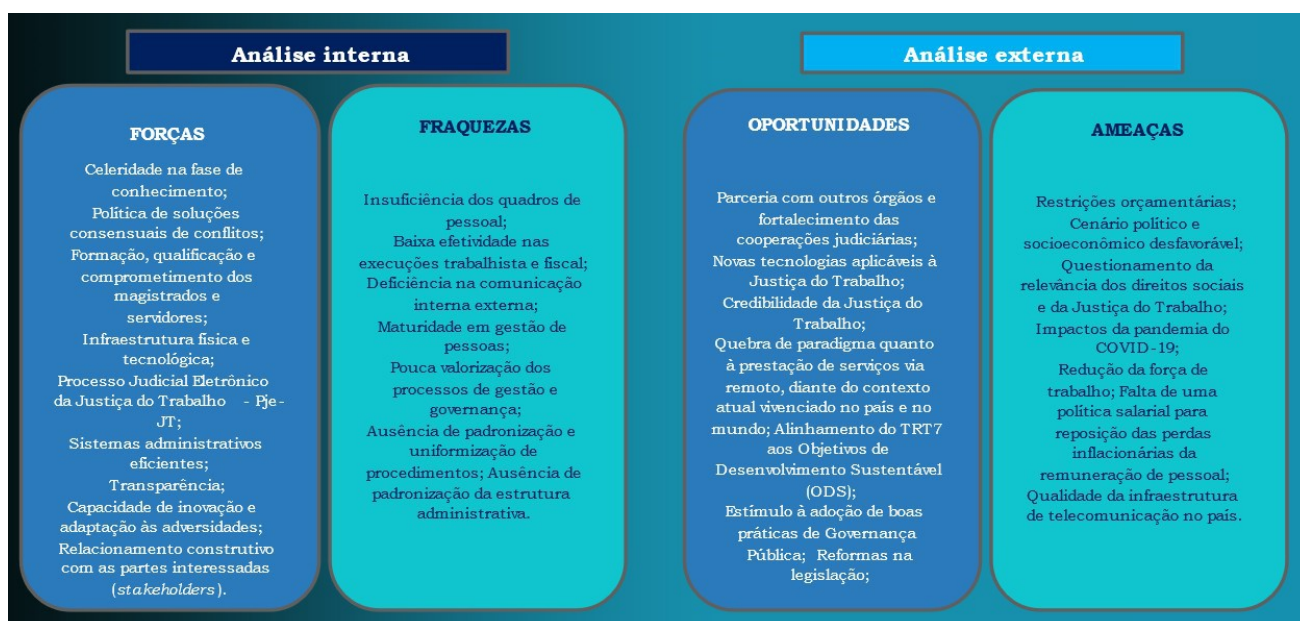 Análise interna
Análise externa
FORÇAS
Celeridade na fase de
conhecimento;
Política de soluções
consensuais de conflitos;
Formação, qualificação e
comprometimento dos
magistrados e
servidores;
Infraestrutura física e
tecnológica;
Processo Judicial Eletrônico
da Justiça do Trabalho - Pje-
JT;
Sistemas administrativos
eficientes;
Transparência;
Capacidade de inovação e
adaptação às adversidades;
Relacionamento construtivo
com as partes interessadas
(stakeholders).
FRAQUEZAS
Insuficiência dos quadros de
pessoal;
Baixa efetividade nas
execuções trabalhista e fiscal;
Deficiência na comunicação
interna externa;
Maturidade em gestão de
pessoas;
Pouca valorização dos
processos de gestão e
governança;
Ausência de padronização e
uniformização de
procedimentos; Ausência de
padronização da estrutura
administrativa.
OPORTUNIDADES
Parceria com outros órgãos e
fortalecimento das
cooperações judiciárias;
Novas tecnologias aplicáveis à
Justiça do Trabalho;
Credibilidade da Justiça do
Trabalho;
Quebra de paradigma quanto
à prestação de serviços via
remoto, diante do contexto
atual vivenciado no país e no
mundo; Alinhamento do TRT7
aos Objetivos de
Desenvolvimento Sustentável
(ODS);
Estímulo à adoção de boas
práticas de Governança
Pública; Reformas na
legislação;
AMEAÇAS
Restrições orçamentárias;
Cenário político e
socioeconômico desfavorável;
Questionamento da
relevância dos direitos sociais
e da Justiça do Trabalho;
Impactos da pandemia do
COVID-19;
Redução da força de
trabalho; Falta de uma
política salarial para
reposição das perdas
inflacionárias da
remuneração de pessoal;
Qualidade da infraestrutura
de telecomunicação no país.